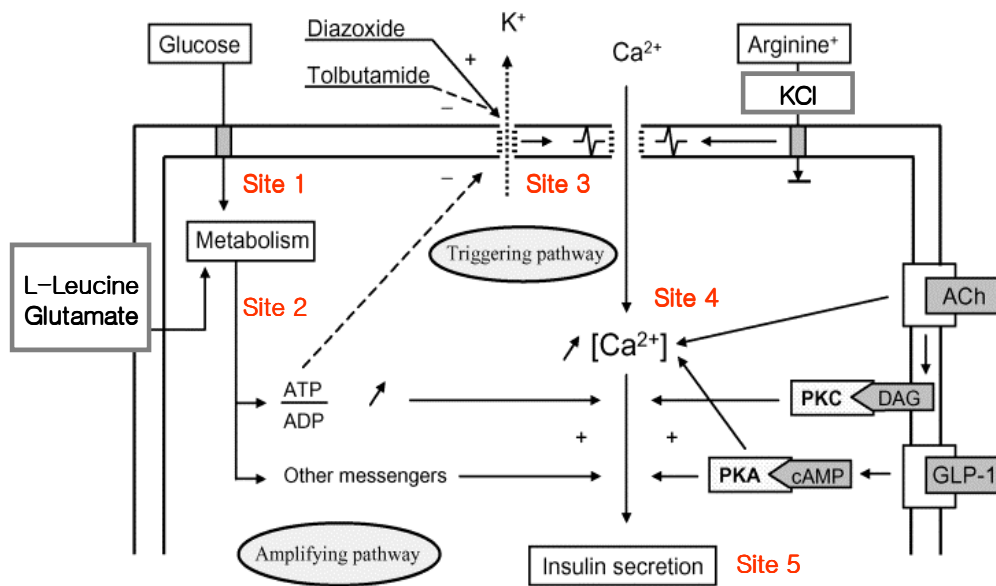 Glucose
Diazoxide
+
Tolbutamide
–
K+
Ca2+
Arginine+
KCl
Site 1
–
Site 3
Metabolism
Triggering pathway
L-Leucine
Glutamate
Site 2
Site 4
ACh
[Ca2+]
ATP
ADP
PKC
DAG
+
+
Other messengers
PKA
cAMP
GLP-1
Amplifying pathway
Insulin secretion
Site 5